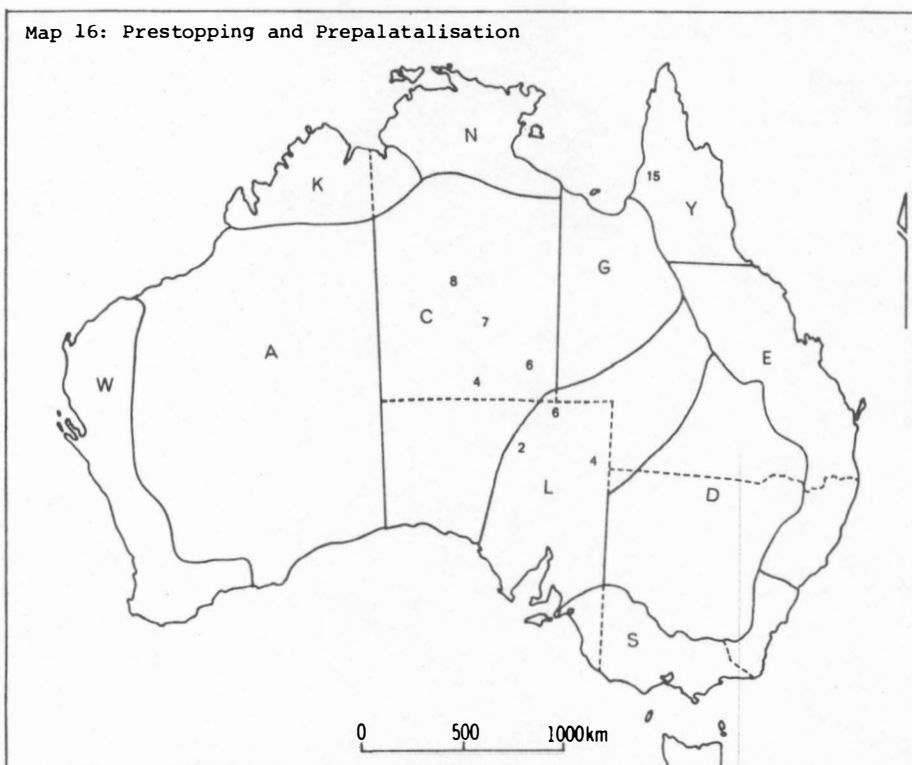 Map 16: Prestopping and Prepalatalisation
N
15
K
Y
G
8
C
7
A
6
E
W
4
6
2
4
L
D
S
0 500 1000km